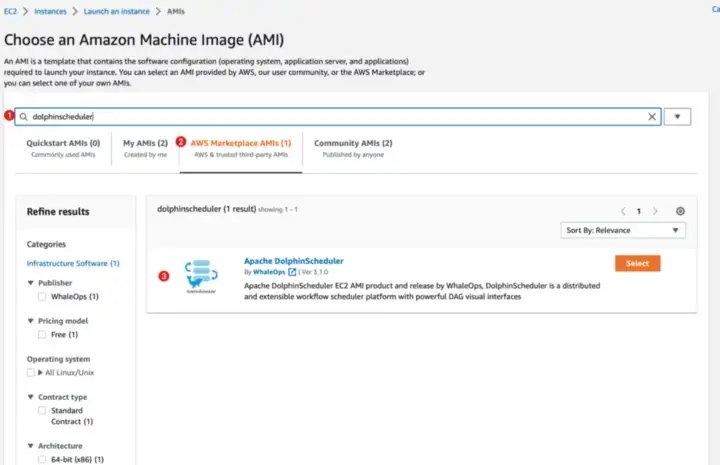 Ca
EC2 > Instances > Launch an instance > AMIs
Choose an Amazon Machine Image (AMI)
An AMI is a template that contains the software configuration (operating system, application server, and applications)
required to launch your instance. You can select an AMI provided by AWS, our user community, or the AWS Marketplace; or
you can select one of your own AMIs.
1 dolphinscheduler
Quickstart AMIs (0)
Commonly used AMIs
My AMIs (2)
Created by me
2 AWS Marketplace AMIs (1)
AWS & trusted third-party AMIs
Community AMIs (2)
Published by anyone
Refine results
Categories
Infrastructure Software (1)
Publisher
WhaleOps (1)
Pricing model
Free (1)
Operating system
All Linux/Unix
Contract type
Standard
Contract (1)
Architecture
64-bit (x86) (1)
dolphinscheduler (1 result) showing 1 - 1
1
Sort By: Relevance
3
Apache DolphinScheduler
By WhaleOps | Ver 3.1.0
Apache DolphinScheduler EC2 AMI product and release by WhaleOps, DolphinScheduler is a distributed
and extensible workflow scheduler platform with powerful DAG visual interfaces
Select